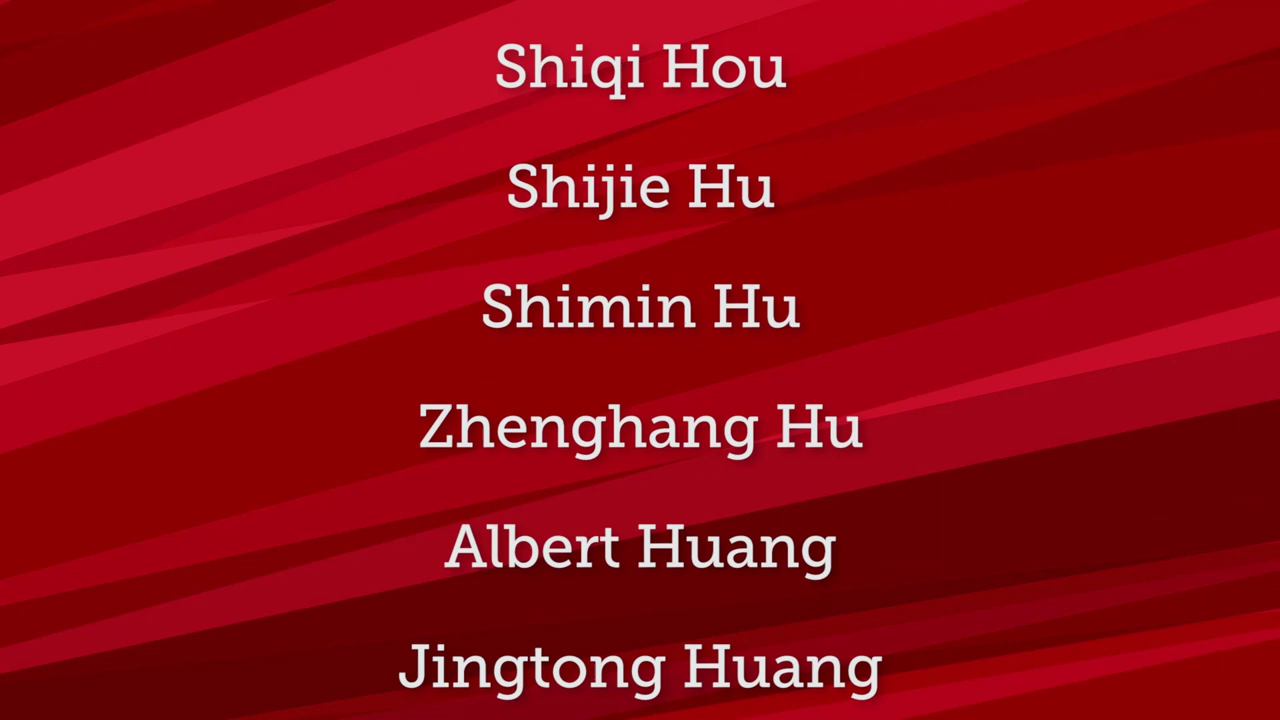 Shiqi Hou
Shijie Hu
Shimin Hu
Zhenghang Hu
Albert Huang
Jingtong Huang